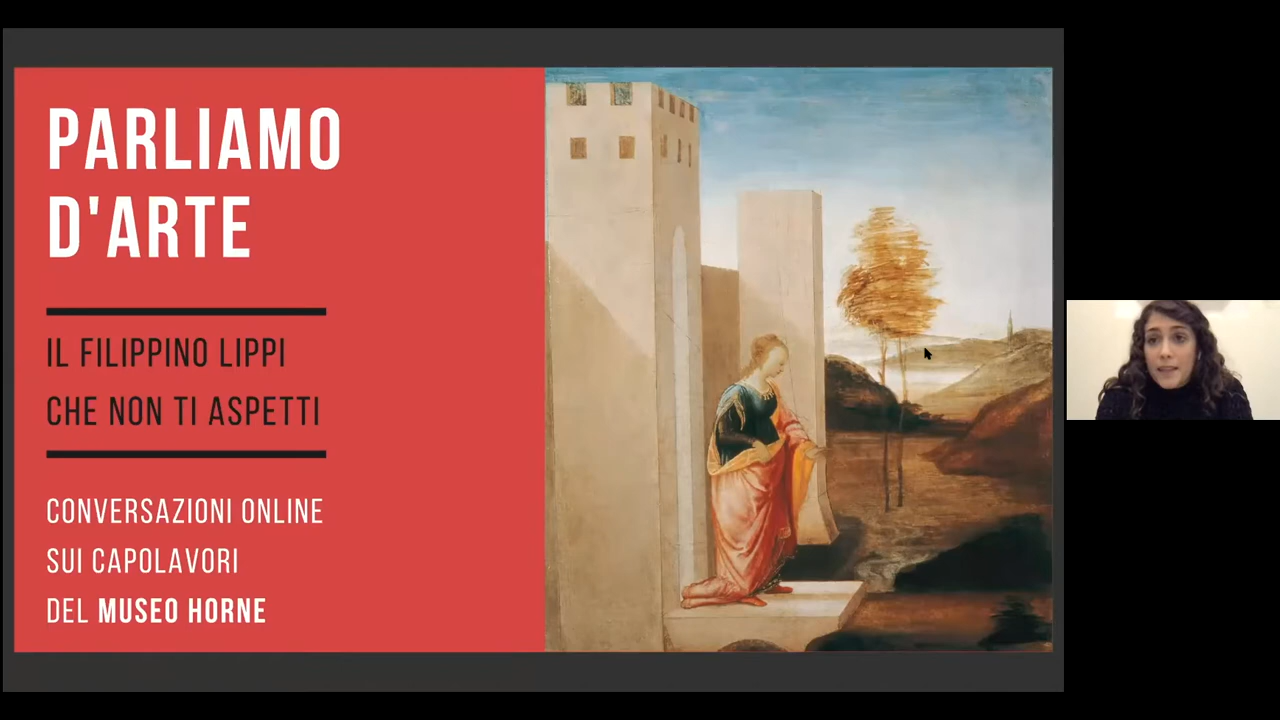 PARLIAMO
D'ARTE
IL FILIPPINO LIPPI
CHE NON TI ASPETTI
CONVERSAZIONI ONLINE
SUI CAPOLAVORI
DEL MUSEO HORNE